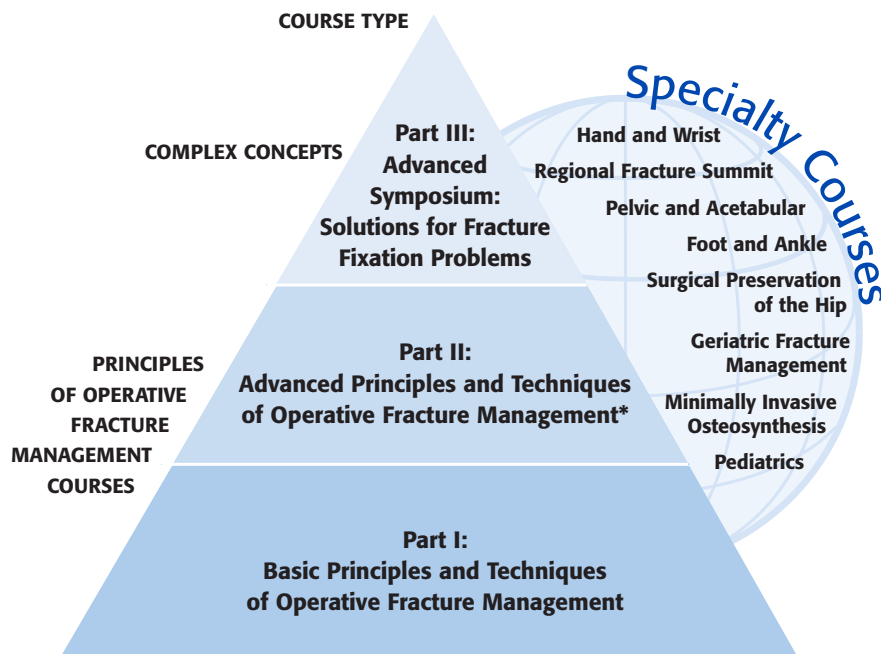 COURSE TYPE
COMPLEX CONCEPTS
PRINCIPLES
OF OPERATIVE
FRACTURE
MANAGEMENT
COURSES
Part III:
Advanced
Symposium:
Solutions for Fracture
Fixation Problems
Part II:
Advanced Principles and Techniques
of Operative Fracture Management*
Part I:
Basic Principles and Techniques
of Operative Fracture Management
Specialty Courses
Hand and Wrist
Regional Fracture Summit
Pelvic and Acetabular
Foot and Ankle
Surgical Preservation
of the Hip
Geriatric Fracture
Management
Minimally Invasive
Osteosynthesis
Pediatrics